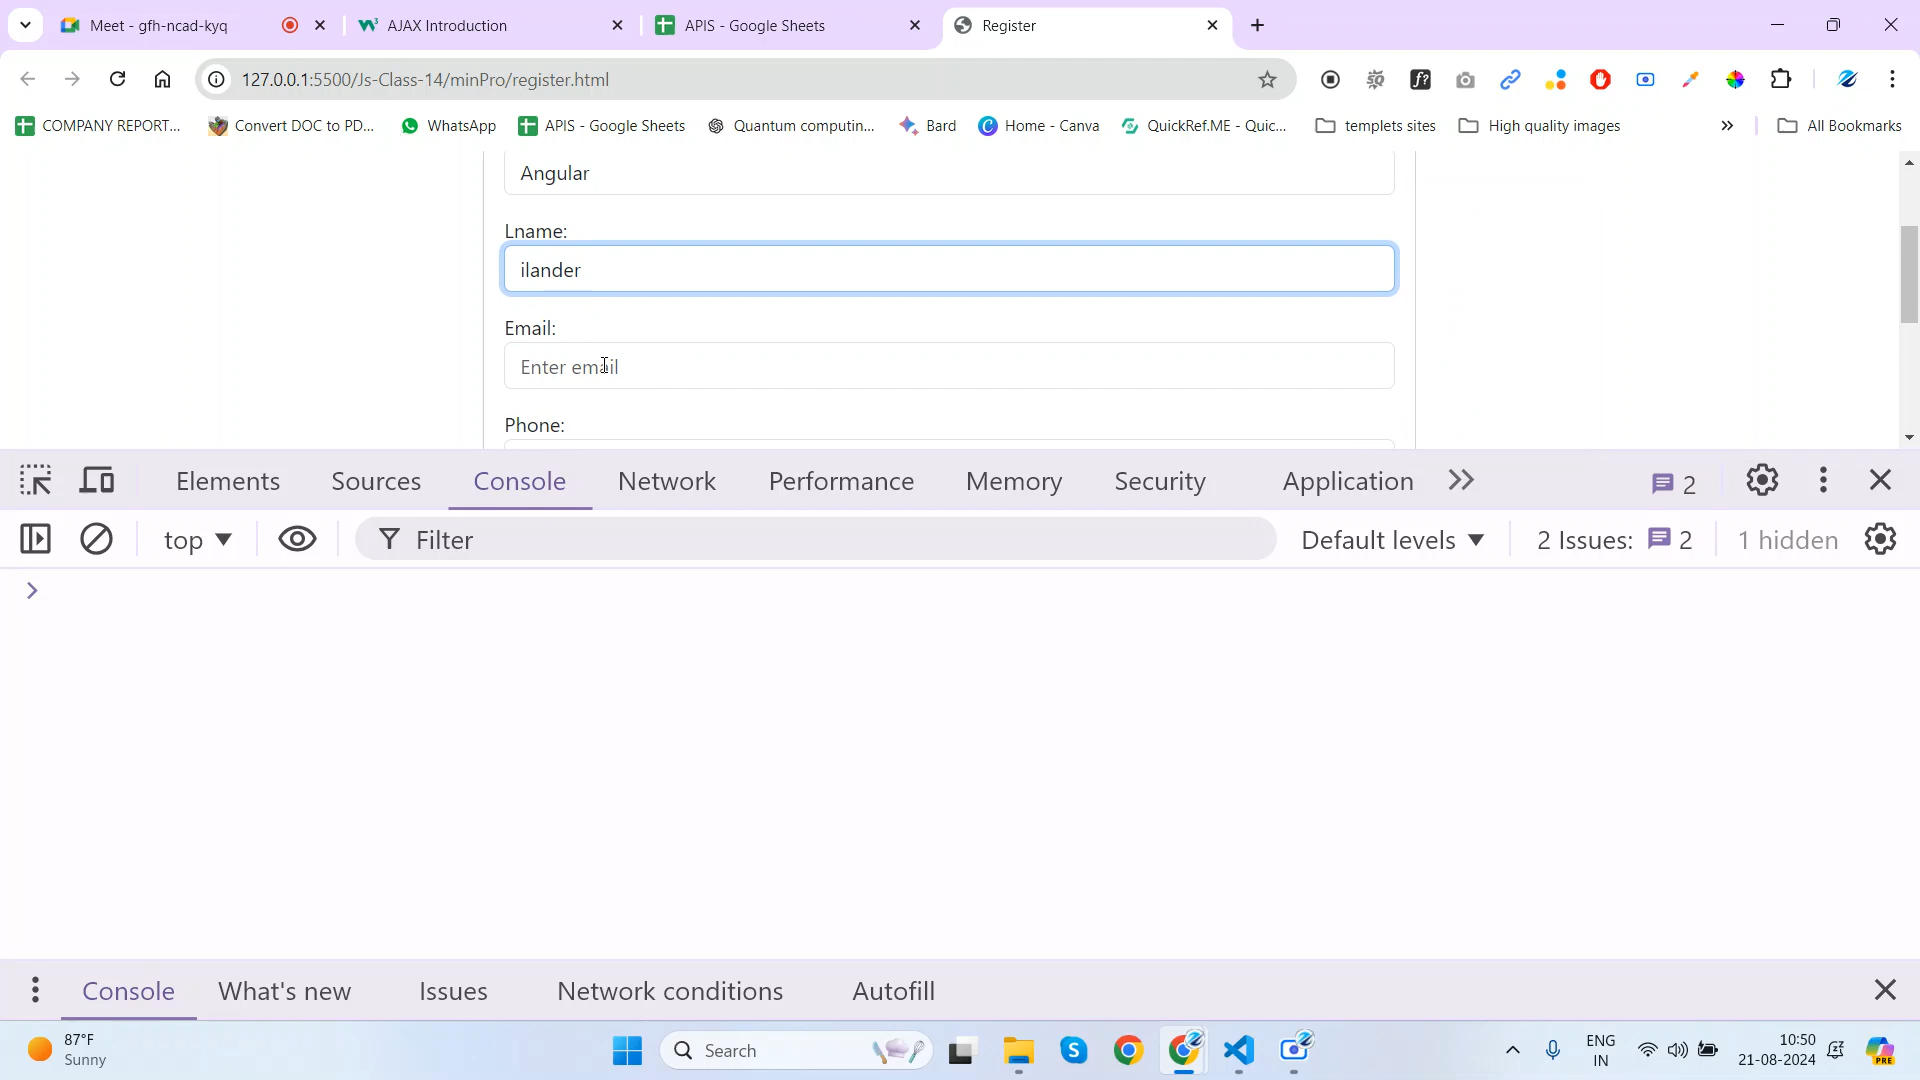 Meet - gfh-ncad-kyq
AJAX Introduction
APIS - Google Sheets
Register
127.0.0.1:5500/Js-Class-14/minPro/register.html
COMPANY REPORT...
Convert DOC to PD...
WhatsApp
APIS - Google Sheets
Quantum computin...
Bard
Home - Canva
QuickRef.ME - Quic...
templets sites
High quality images
All Bookmarks
Angular
Lname:
ilander
Email:
Enter email
Phone:
Elements
Sources
Console
Network
Performance
Memory
Security
Application
2
top
Filter
Default levels
2 Issues: 2
1 hidden
Console
What's new
Issues
Network conditions
Autofill
87°F
Sunny
Search
ENG
IN
10:50
21-08-2024
PRE